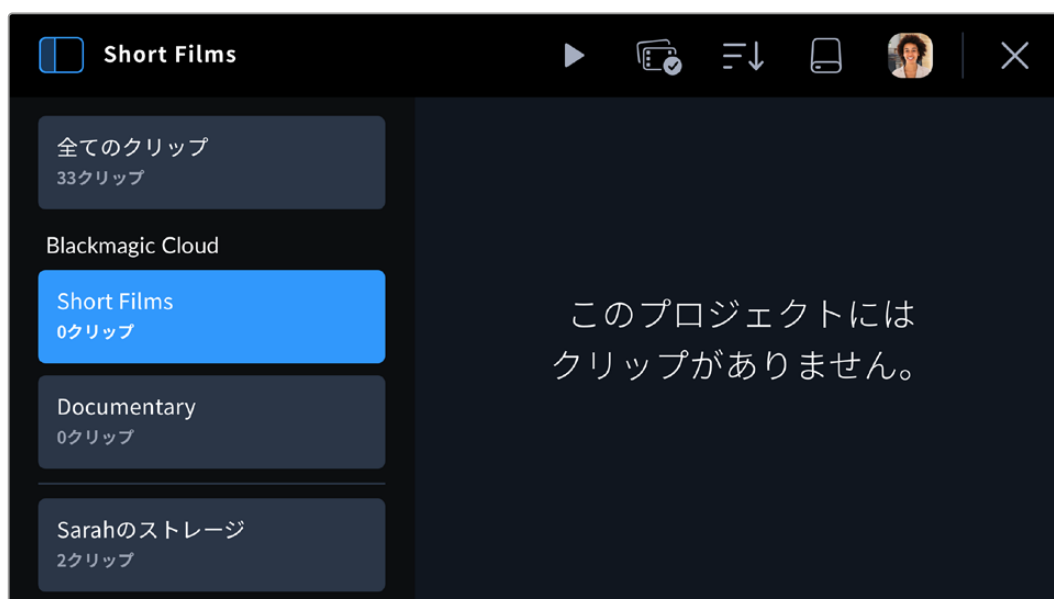 Short Films
全てのクリップ
33クリップ
Blackmagic Cloud
Short Films
0クリップ
Documentary
0クリップ
Sarahのストレージ
2クリップ
このプロジェクトには
クリップがありません。